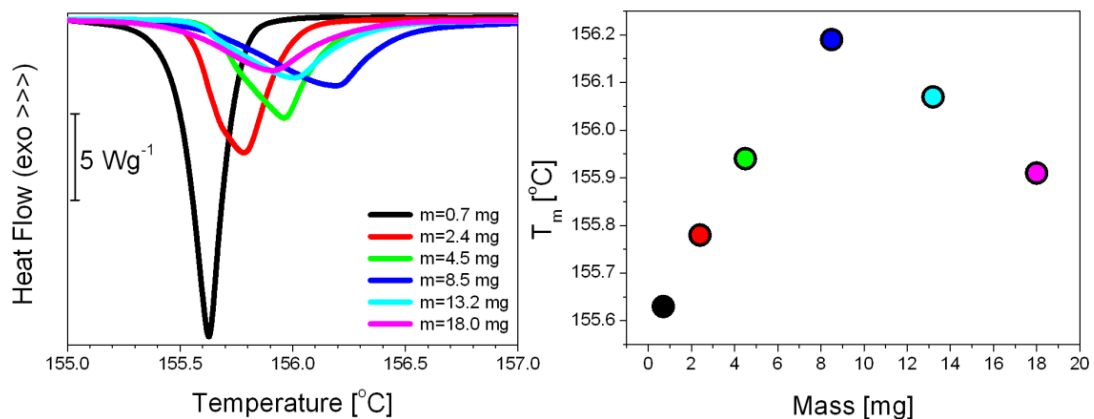 Heat Flow (exo >>>)
5 Wg⁻¹
m=0.7 mg
m=2.4 mg
m=4.5 mg
m=8.5 mg
m=13.2 mg
m=18.0 mg
155.0 155.5 156.0 156.5 157.0
Temperature [°C]
Tₘ [°C]
156.2
156.1
156.0
155.9
155.8
155.7
155.6
0 2 4 6 8 10 12 14 16 18 20
Mass [mg]